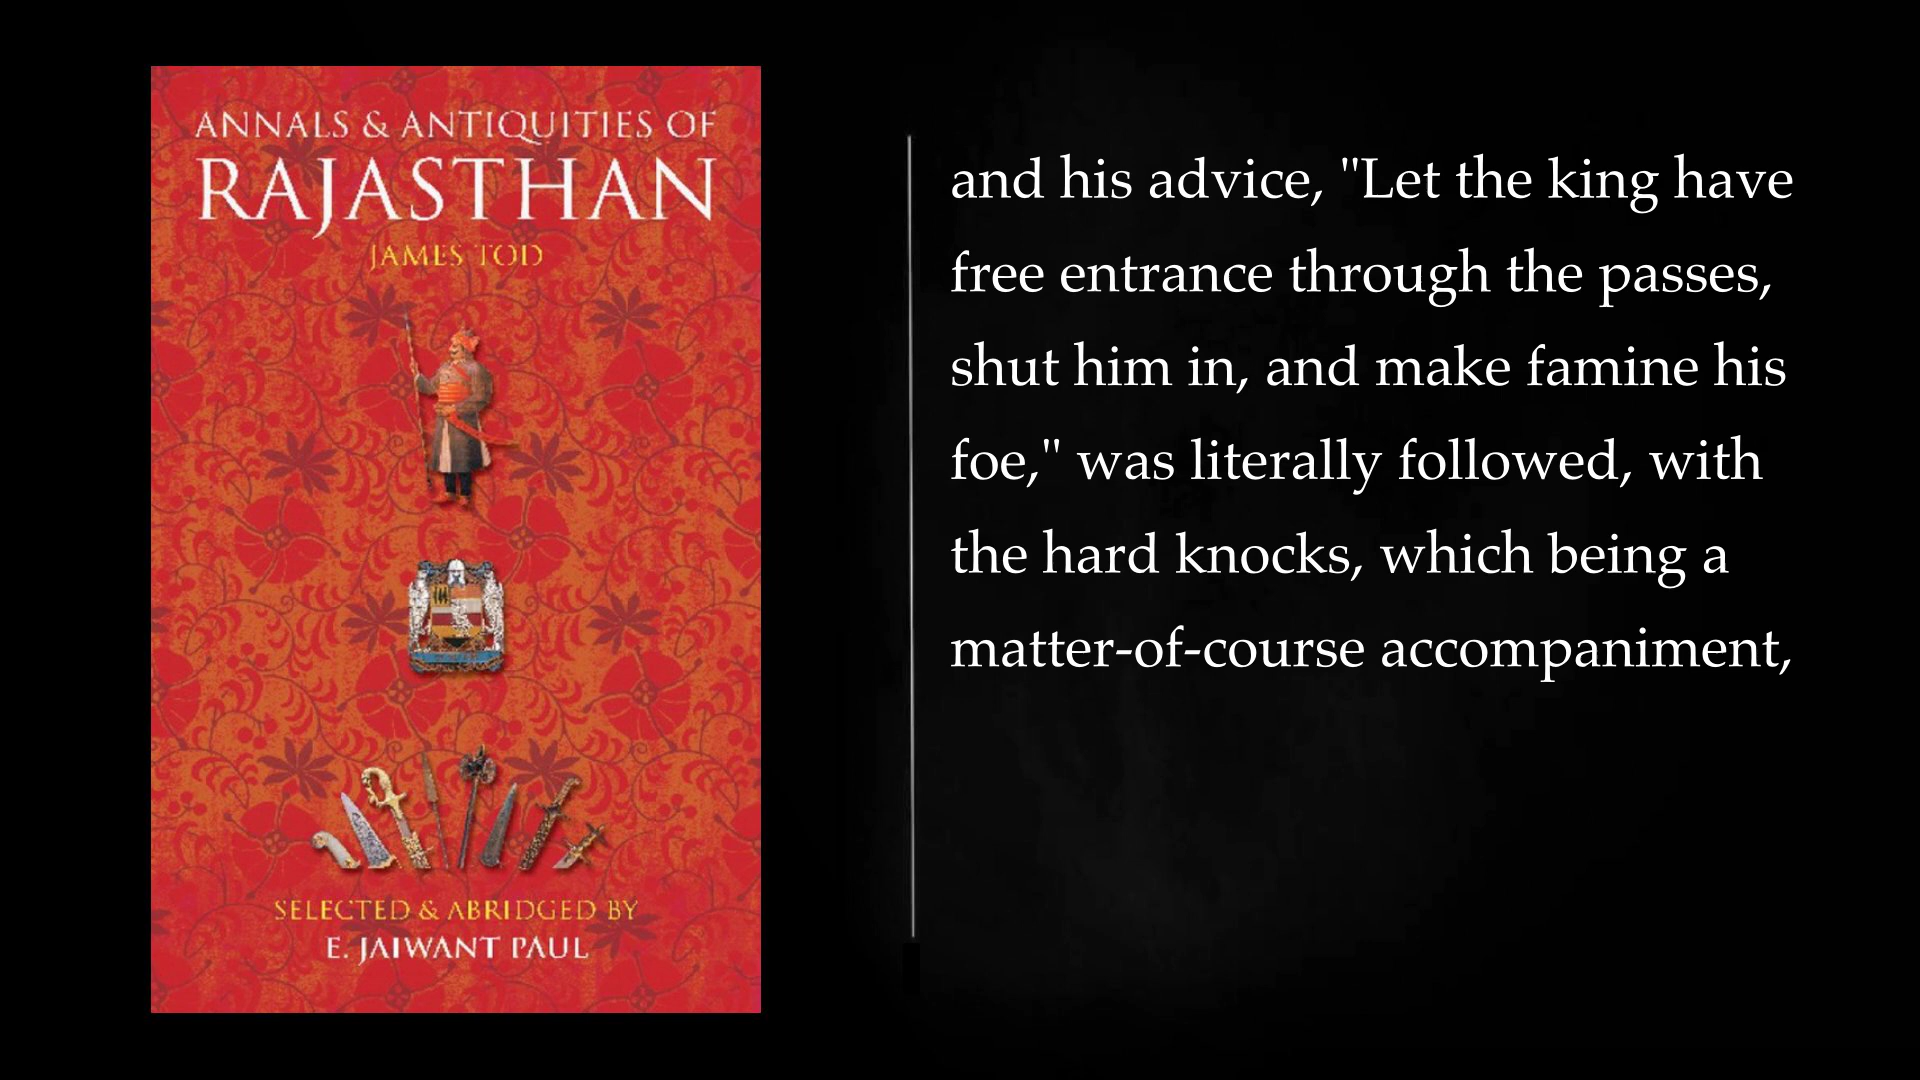 ANNALS & ANTIQUITIES OF
RAJASTHAN
JAMES TOD
SELECTED & ABRIDGED BY
E. JAIWANT PAUL
and his advice, "Let the king have
free entrance through the passes,
shut him in, and make famine his
foe," was literally followed, with
the hard knocks, which being a
matter-of-course accompaniment,